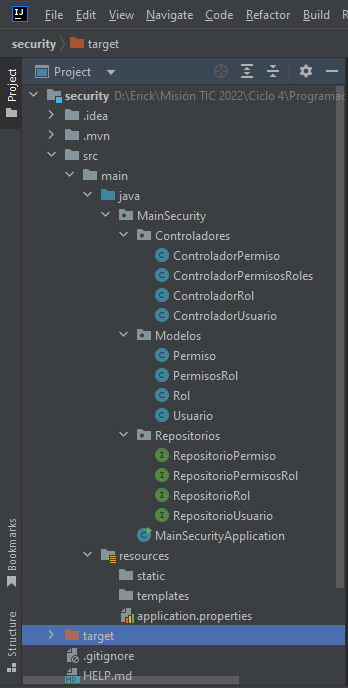 IJ File Edit View Navigate Code Refactor Build
security target
Project
Project
security D:\Erick\Misión TIC 2022\Ciclo 4\Programac
.idea
.mvn
src
main
java
MainSecurity
Controladores
ControladorPermiso
ControladorPermisosRoles
ControladorRol
ControladorUsuario
Modelos
Permiso
PermisosRol
Rol
Usuario
Repositorios
RepositorioPermiso
RepositorioPermisosRol
RepositorioRol
RepositorioUsuario
MainSecurityApplication
resources
static
templates
application.properties
target
.gitignore
HELP.md
Bookmarks
Structure